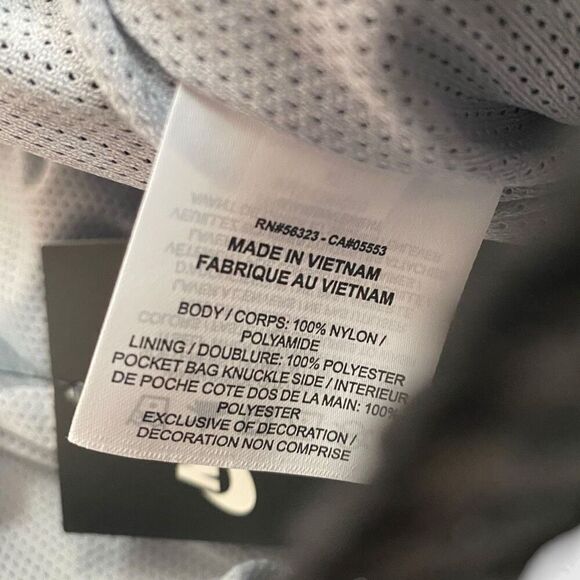 RN#56323 - CA#05553
MADE IN VIETNAM
FABRIQUE AU VIETNAM
BODY / CORPS: 100% NYLON /
POLYAMIDE
LINING / DOUBLURE: 100% POLYESTER
POCKET BAG KNUCKLE SIDE / INTERIEUR
DE POCHE COTE DOS DE LA MAIN: 100%
POLYESTER
EXCLUSIVE OF DECORATION /
DECORATION NON COMPRISE